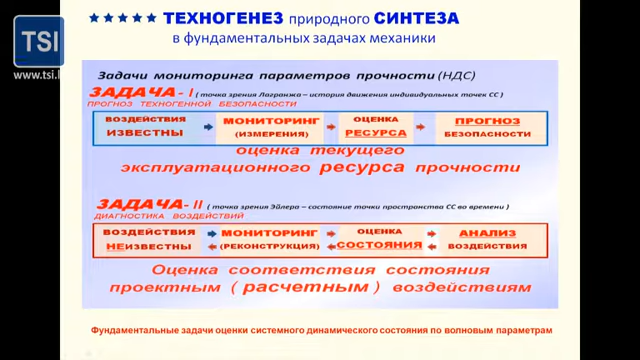 ★★★★★ ТЕХНОГЕНЕЗ природного СИНТЕЗА
в фундаментальных задачах механики
TSI
www.tsi.l
Задачи мониторинга параметров прочности (НДС)
ЗАДАЧА - I ( точка зрения Лагранжа – история движения индивидуальных точек СС )
ПРОГНОЗ ТЕХНОГЕННОЙ БЕЗОПАСНОСТИ
ВОЗДЕЙСТВИЯ ИЗВЕСТНЫ
МОНИТОРИНГ (ИЗМЕРЕНИЯ)
ОЦЕНКА РЕСУРСА
ПРОГНОЗ БЕЗОПАСНОСТИ
оценка текущего
эксплуатационного ресурса прочности
ЗАДАЧА - II ( точка зрения Эйлера – состояние точки пространства СС во времени )
ДИАГНОСТИКА ВОЗДЕЙСТВИЙ
ВОЗДЕЙСТВИЯ НЕИЗВЕСТНЫ
МОНИТОРИНГ (РЕКОНСТРУКЦИЯ)
ОЦЕНКА СОСТОЯНИЯ
АНАЛИЗ ВОЗДЕЙСТВИЯ
Оценка соответствия состояния
проектным ( расчетным ) воздействиям
Фундаментальные задачи оценки системного динамического состояния по волновым параметрам